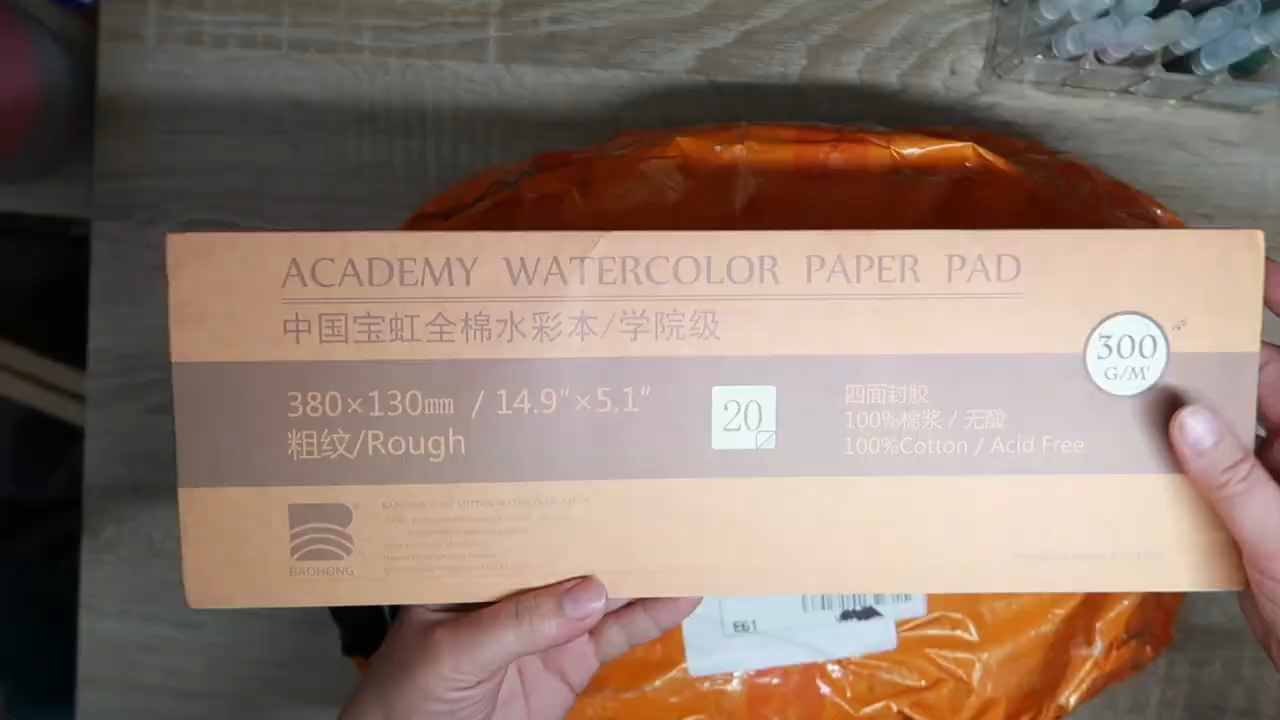 ACADEMY WATERCOLOR PAPER PAD
中国宝虹全棉水彩本/学院级
300
G/M²
380×130mm / 14.9"×5.1"
粗纹/Rough
20
四面封胶
100%棉浆 / 无酸
100%Cotton / Acid Free
BAOHONG
E61